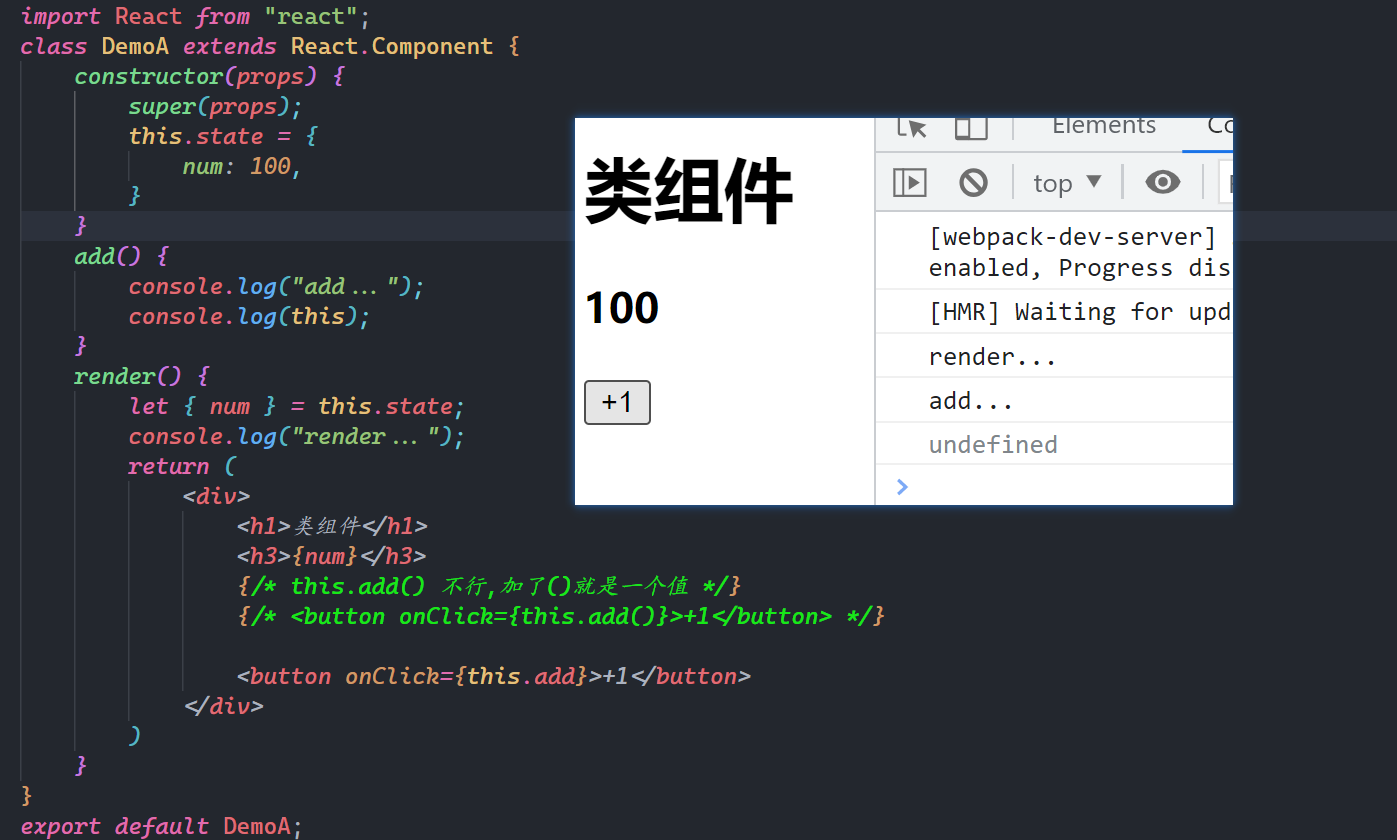 import React from "react";
class DemoA extends React.Component {
constructor(props) {
super(props);
this.state = {
num: 100,
}
}
add() {
console.log("add...");
console.log(this);
}
render() {
let { num } = this.state;
console.log("render...");
return (
<div>
<h1>类组件</h1>
<h3>{num}</h3>
{/* this.add() 不行,加了()就是一个值 */}
{/* <button onClick={this.add()}>+1</button> */}
<button onClick={this.add}>+1</button>
</div>
)
}
}
export default DemoA;
类组件
100
+1
Elements
top
[webpack-dev-server]
enabled, Progress dis
[HMR] Waiting for upd
render...
add...
undefined